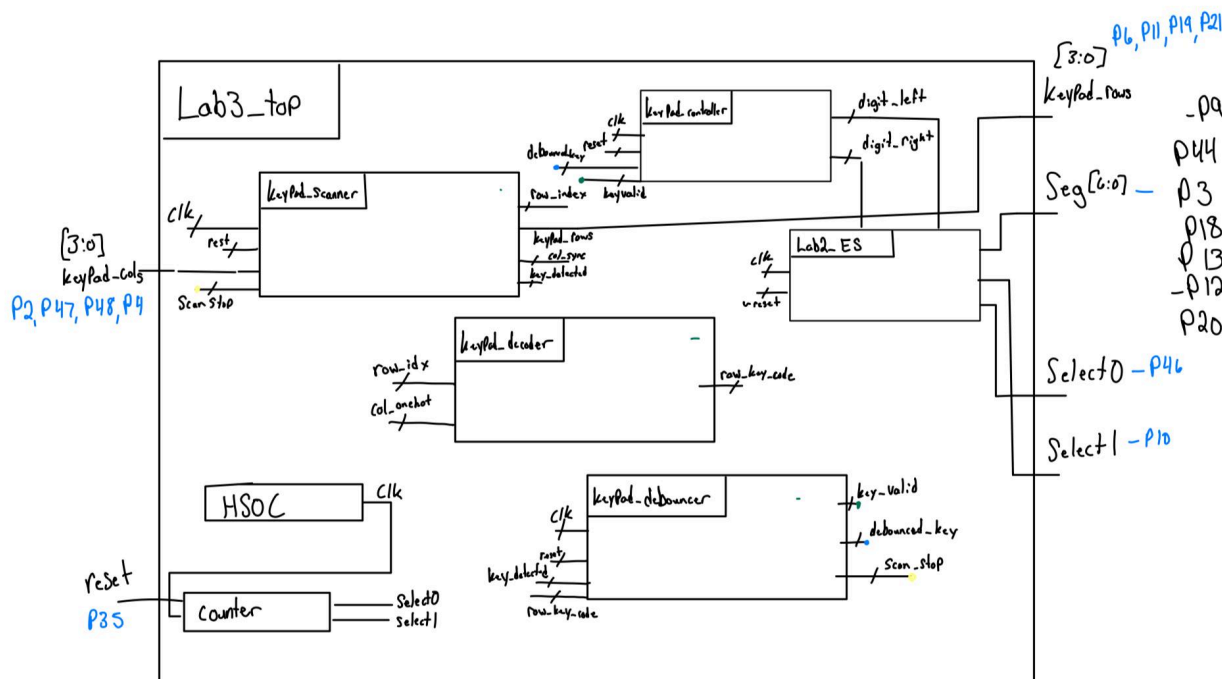 P6, P11, P19, P21
[3:0]
keypad_rows
Lab3_top
keypad_controller
clk
reset
debounced_key
keyvalid
digit_left
digit_right
-P9
P44
Seg[6:0] - P3
P18
P13
-P12
P20
keypad_scanner
Clk
rest
[3:0]
keypad_cols
P2, P47, P48, P4
Scan stop
row_index
keypad_rows
col_sync
key_detected
Lab2_ES
clk
u-reset
keypad_decoder
row_idx
col_onehot
row_key_code
Select0 - P46
Select1 - P10
HSOC
Clk
reset
P35
Counter
Select0
Select1
keypad_debouncer
Clk
reset
key_detected
row_key_code
key_valid
debounced_key
scan_stop